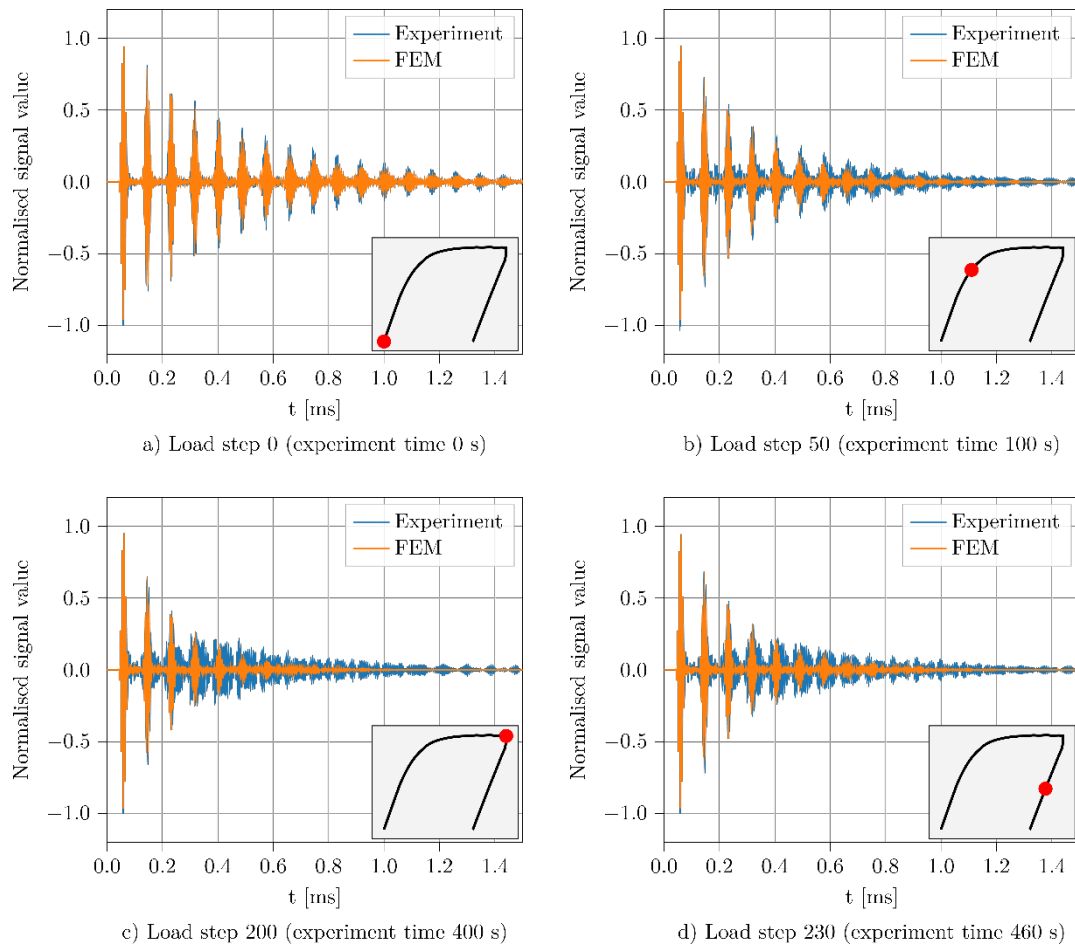 Normalised signal value
1.0
0.5
0.0
−0.5
−1.0
Experiment
FEM
0.0 0.2 0.4 0.6 0.8 1.0 1.2 1.4
t [ms]
a) Load step 0 (experiment time 0 s)
Normalised signal value
1.0
0.5
0.0
−0.5
−1.0
Experiment
FEM
0.0 0.2 0.4 0.6 0.8 1.0 1.2 1.4
t [ms]
b) Load step 50 (experiment time 100 s)
Normalised signal value
1.0
0.5
0.0
−0.5
−1.0
Experiment
FEM
0.0 0.2 0.4 0.6 0.8 1.0 1.2 1.4
t [ms]
c) Load step 200 (experiment time 400 s)
Normalised signal value
1.0
0.5
0.0
−0.5
−1.0
Experiment
FEM
0.0 0.2 0.4 0.6 0.8 1.0 1.2 1.4
t [ms]
d) Load step 230 (experiment time 460 s)